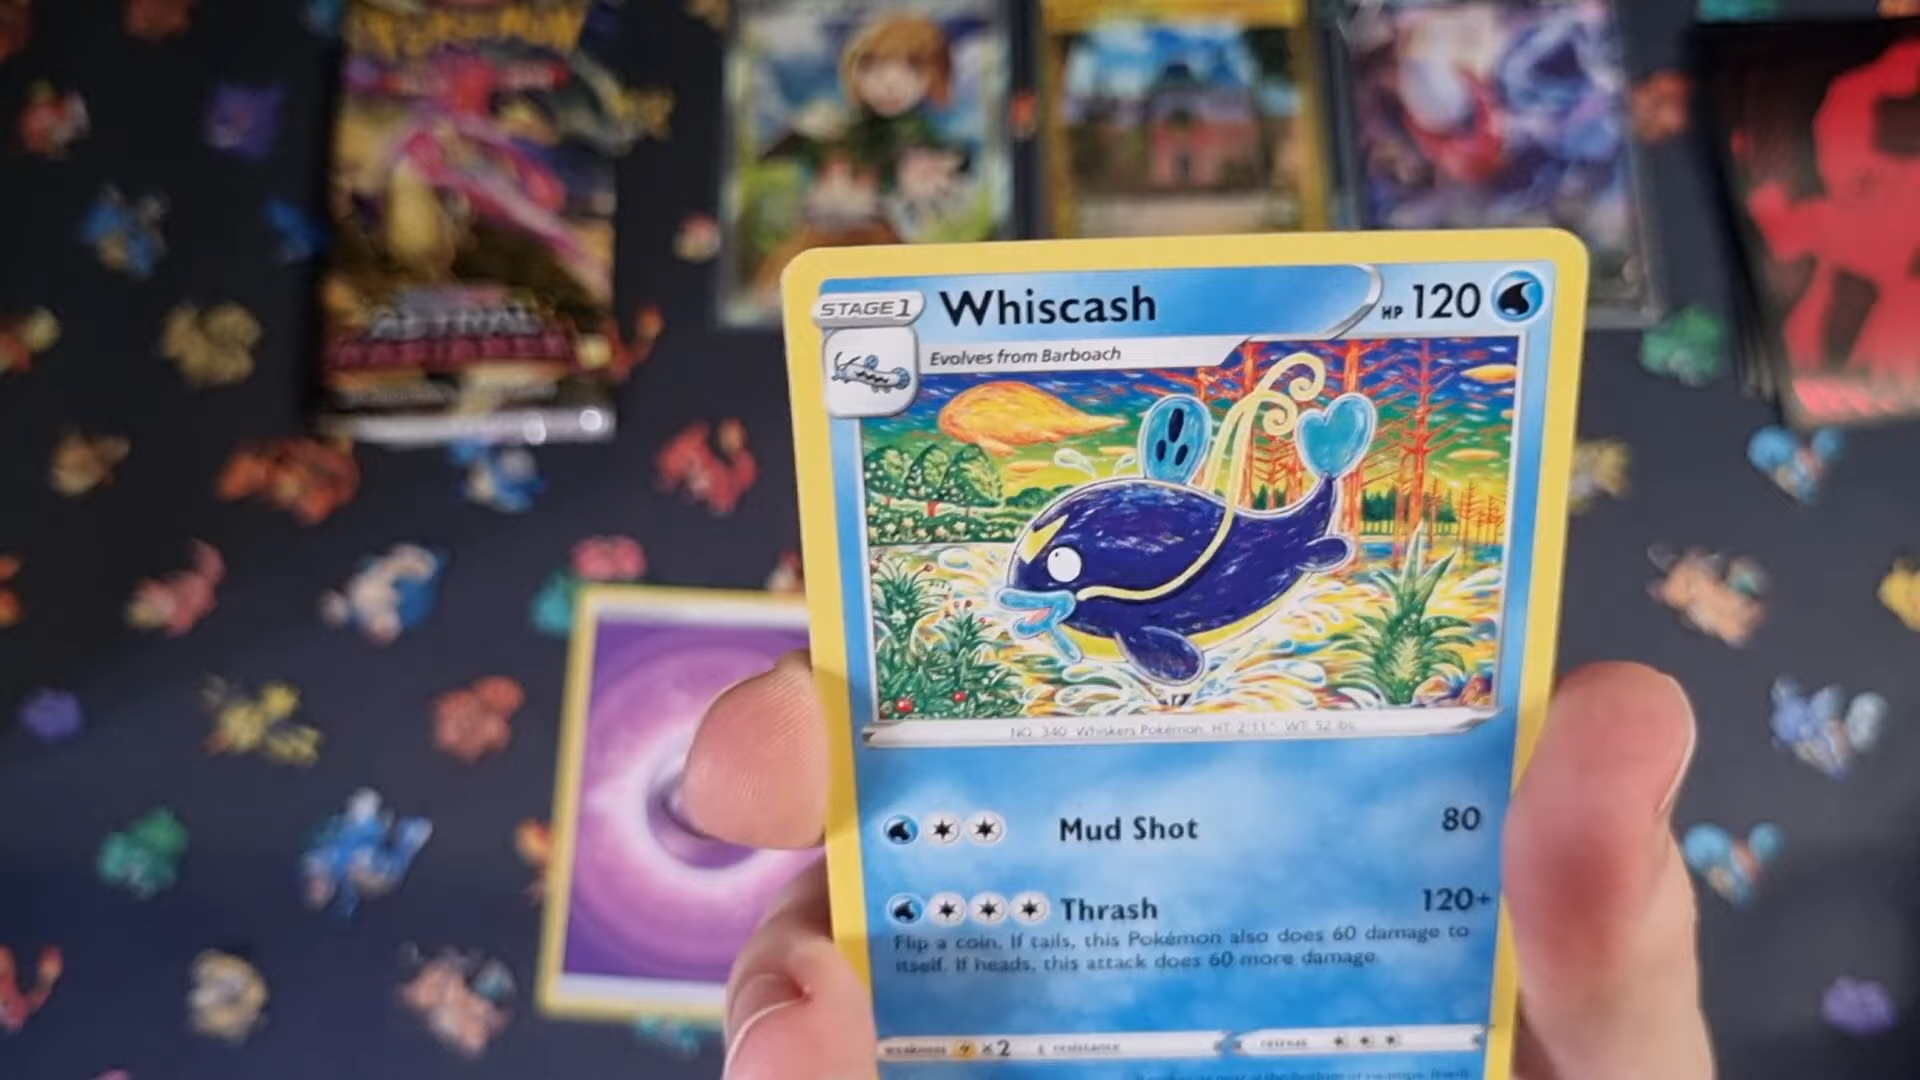 Pokémon
ASTRAL
STAGE 1 Whiscash HP 120
Evolves from Barboach
NO. 340 Whiskers Pokémon HT: 2'11" WT: 52 lbs.
Mud Shot 80
Thrash 120+
Flip a coin. If tails, this Pokémon also does 60 damage to
itself. If heads, this attack does 60 more damage.
weakness ×2 resistance retreat